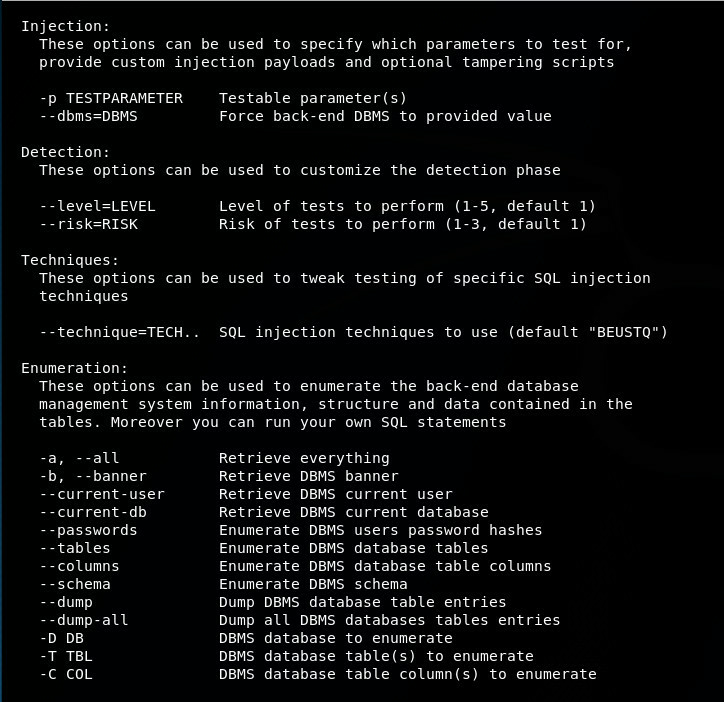 Injection:
These options can be used to specify which parameters to test for,
provide custom injection payloads and optional tampering scripts
-p TESTPARAMETER    Testable parameter(s)
--dbms=DBMS         Force back-end DBMS to provided value
Detection:
These options can be used to customize the detection phase
--level=LEVEL       Level of tests to perform (1-5, default 1)
--risk=RISK         Risk of tests to perform (1-3, default 1)
Techniques:
These options can be used to tweak testing of specific SQL injection
techniques
--technique=TECH..  SQL injection techniques to use (default "BEUSTQ")
Enumeration:
These options can be used to enumerate the back-end database
management system information, structure and data contained in the
tables. Moreover you can run your own SQL statements
-a, --all           Retrieve everything
-b, --banner        Retrieve DBMS banner
--current-user      Retrieve DBMS current user
--current-db        Retrieve DBMS current database
--passwords         Enumerate DBMS users password hashes
--tables            Enumerate DBMS database tables
--columns           Enumerate DBMS database table columns
--schema            Enumerate DBMS schema
--dump              Dump DBMS database table entries
--dump-all          Dump all DBMS databases tables entries
-D DB               DBMS database to enumerate
-T TBL              DBMS database table(s) to enumerate
-C COL              DBMS database table column(s) to enumerate